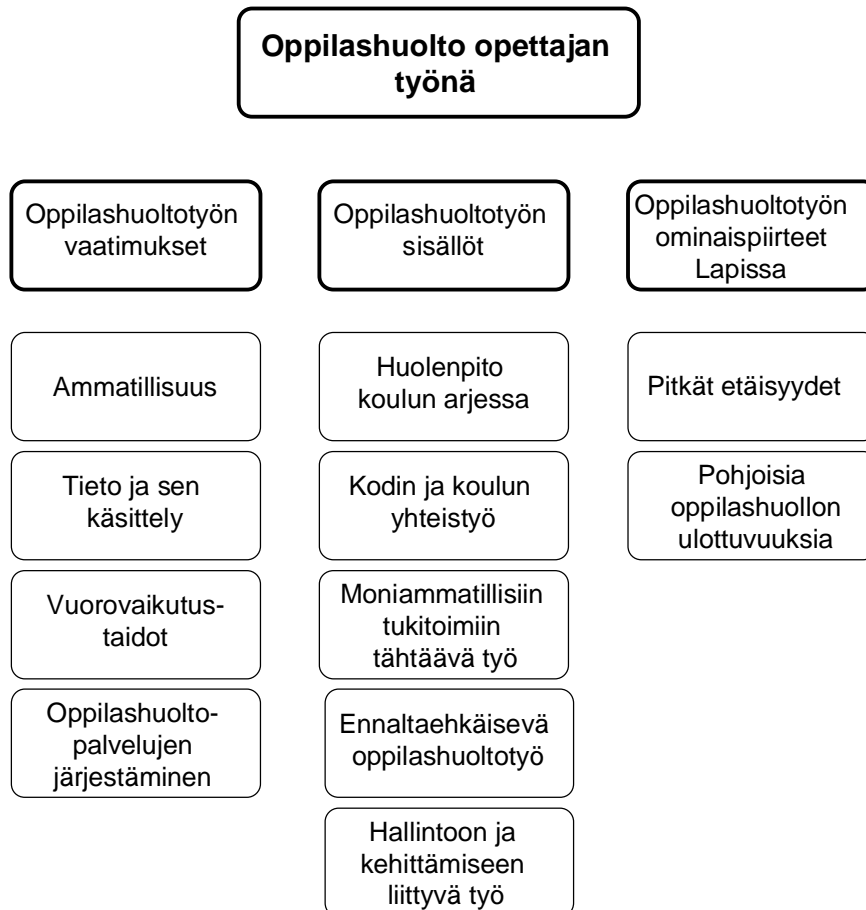 Oppilashuolto opettajan
työnä
Oppilashuoltotyön
vaatimukset
Ammatillisuus
Tieto ja sen
käsittely
Vuorovaikutus-
taidot
Oppilashuolto-
palvelujen
järjestäminen
Oppilashuoltotyön
sisällöt
Huolenpito
koulun arjessa
Kodin ja koulun
yhteistyö
Moniammatillisiin
tukitoimiin
tähtäävä työ
Ennaltaehkäisevä
oppilashuoltotyö
Hallintoon ja
kehittämiseen
liittyvä työ
Oppilashuoltotyön
ominaispiirteet
Lapissa
Pitkät etäisyydet
Pohjoisia
oppilashuollon
ulottuvuuksia